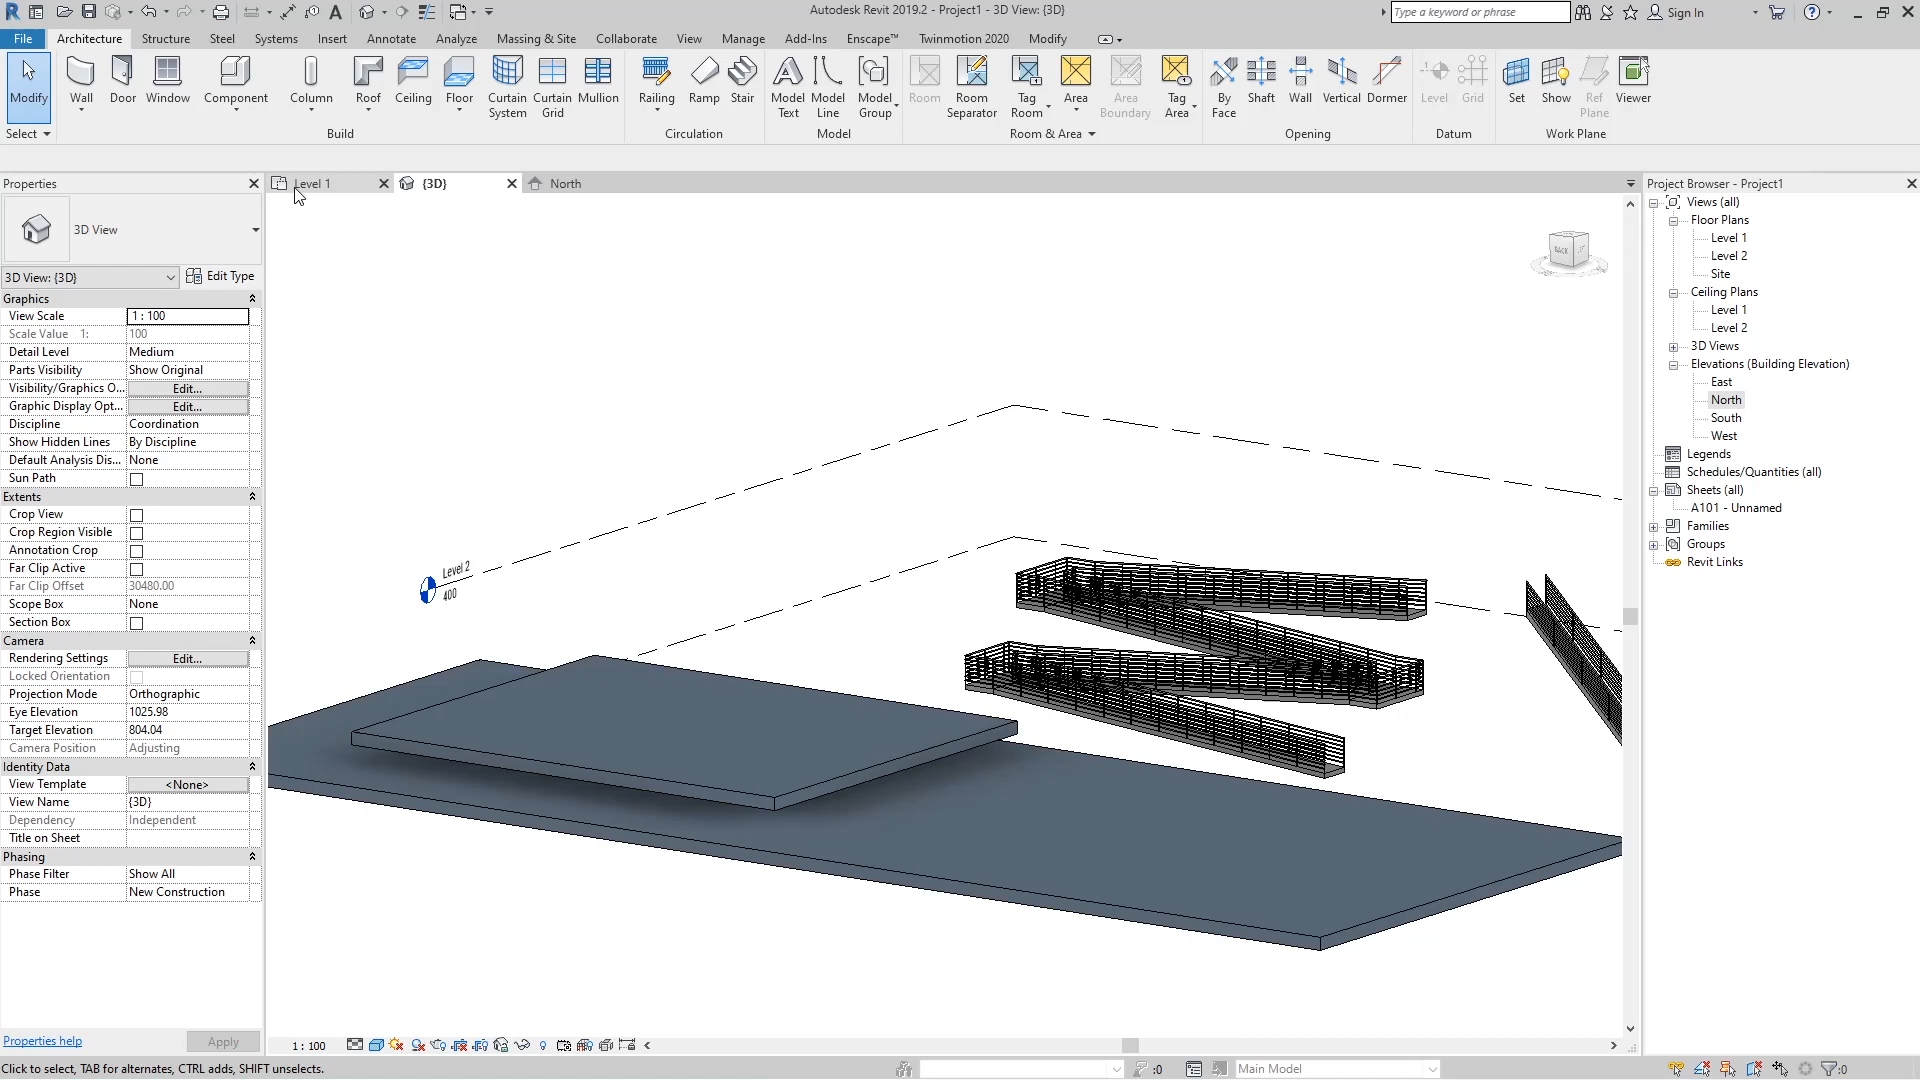 Autodesk Revit 2019.2 - Project1 - 3D View: {3D}
Type a keyword or phrase
Sign In
File Architecture Structure Steel Systems Insert Annotate Analyze Massing & Site Collaborate View Manage Add-Ins Enscape™ Twinmotion 2020 Modify
Modify Wall Door Window Component Column Roof Ceiling Floor Curtain System Curtain Grid Mullion Railing Ramp Stair Model Text Model Line Model Group Room Room Separator Tag Room Area Area Boundary Tag Area By Face Shaft Wall Vertical Dormer Level Grid Set Show Ref Plane Viewer
Select Build Circulation Model Room & Area Opening Datum Work Plane
Properties
Level 1 {3D} North
3D View
3D View: {3D} Edit Type
Graphics
View Scale 1 : 100
Scale Value 1: 100
Detail Level Medium
Parts Visibility Show Original
Visibility/Graphics O... Edit...
Graphic Display Opt... Edit...
Discipline Coordination
Show Hidden Lines By Discipline
Default Analysis Dis... None
Sun Path
Extents
Crop View
Crop Region Visible
Annotation Crop
Far Clip Active
Far Clip Offset 30480.00
Scope Box None
Section Box
Camera
Rendering Settings Edit...
Locked Orientation
Projection Mode Orthographic
Eye Elevation 1025.98
Target Elevation 804.04
Camera Position Adjusting
Identity Data
View Template <None>
View Name {3D}
Dependency Independent
Title on Sheet
Phasing
Phase Filter Show All
Phase New Construction
Properties help Apply
Level 2
400
BACK
Project Browser - Project1
Views (all)
Floor Plans
Level 1
Level 2
Site
Ceiling Plans
Level 1
Level 2
3D Views
Elevations (Building Elevation)
East
North
South
West
Legends
Schedules/Quantities (all)
Sheets (all)
A101 - Unnamed
Families
Groups
Revit Links
1 : 100
Click to select, TAB for alternates, CTRL adds, SHIFT unselects.
:0
Main Model
:0